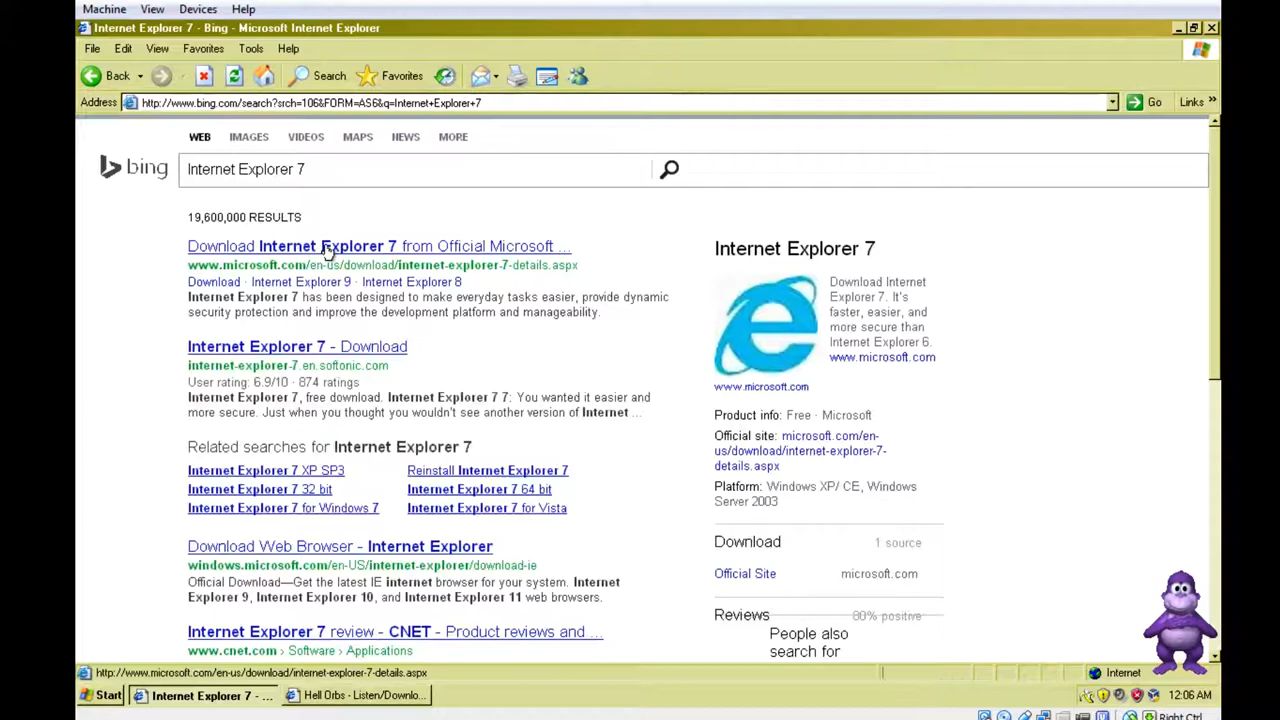 Machine View Devices Help
Internet Explorer 7 - Bing - Microsoft Internet Explorer
File Edit View Favorites Tools Help
Back Search Favorites
Address http://www.bing.com/search?srch=106&FORM=AS6&q=Internet+Explorer+7 Go Links »
WEB IMAGES VIDEOS MAPS NEWS MORE
bing Internet Explorer 7
19,600,000 RESULTS
Download Internet Explorer 7 from Official Microsoft ...
www.microsoft.com/en-us/download/internet-explorer-7-details.aspx
Download · Internet Explorer 9 · Internet Explorer 8
Internet Explorer 7 has been designed to make everyday tasks easier, provide dynamic
security protection and improve the development platform and manageability.
Internet Explorer 7 - Download
internet-explorer-7.en.softonic.com
User rating: 6.9/10 · 874 ratings
Internet Explorer 7, free download. Internet Explorer 7 7: You wanted it easier and
more secure. Just when you thought you wouldn't see another version of Internet ...
Related searches for Internet Explorer 7
Internet Explorer 7 XP SP3 Reinstall Internet Explorer 7
Internet Explorer 7 32 bit Internet Explorer 7 64 bit
Internet Explorer 7 for Windows 7 Internet Explorer 7 for Vista
Download Web Browser - Internet Explorer
windows.microsoft.com/en-US/internet-explorer/download-ie
Official Download—Get the latest IE internet browser for your system. Internet
Explorer 9, Internet Explorer 10, and Internet Explorer 11 web browsers.
Internet Explorer 7 review - CNET - Product reviews and ...
www.cnet.com › Software › Applications
Internet Explorer 7
Download Internet
Explorer 7. It's
faster, easier, and
more secure than
Internet Explorer 6.
www.microsoft.com
www.microsoft.com
Product info: Free · Microsoft
Official site: microsoft.com/en-
us/download/internet-explorer-7-
details.aspx
Platform: Windows XP/ CE, Windows
Server 2003
Download 1 source
Official Site microsoft.com
Reviews 80% positive
People also
search for
http://www.microsoft.com/en-us/download/internet-explorer-7-details.aspx Internet
Start Internet Explorer 7 - ... Hell Orbs - Listen/Downlo... 12:06 AM
Right Ctrl